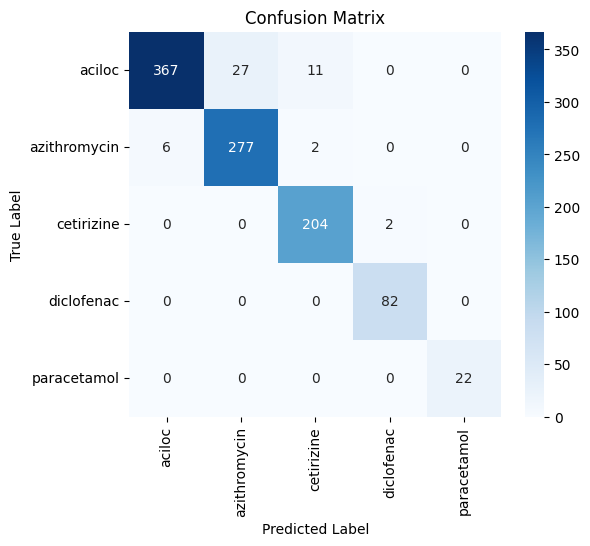 Confusion Matrix
True Label
aciloc 367 27 11 0 0
azithromycin 6 277 2 0 0
cetirizine 0 0 204 2 0
diclofenac 0 0 0 82 0
paracetamol 0 0 0 0 22
aciloc azithromycin cetirizine diclofenac paracetamol
Predicted Label
350
300
250
200
150
100
50
0